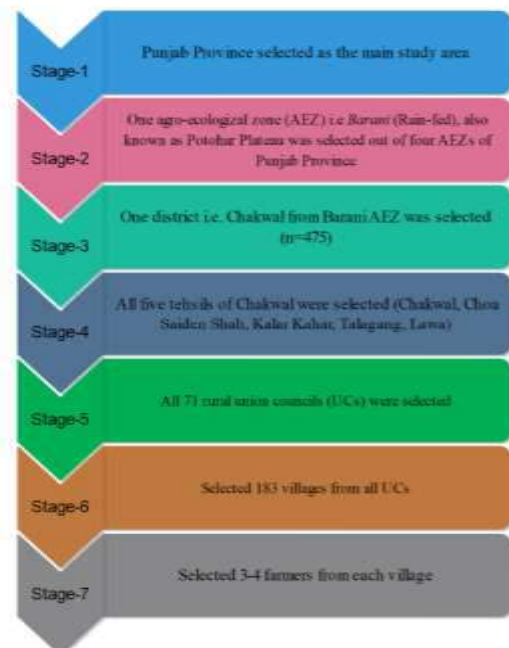 Stage-1
Punjab Province selected as the main study area
Stage-2
One agro-ecological zone (AEZ) i.e Barani (Rain-fed), also
known as Potohar Plateau was selected out of four AEZs of
Punjab Province
Stage-3
One district i.e. Chakwal from Barani AEZ was selected
(n=475)
Stage-4
All five tehsils of Chakwal were selected (Chakwal, Choa
Saiden Shah, Kalar Kahar, Talagang, Lawa)
Stage-5
All 71 rural union councils (UCs) were selected
Stage-6
Selected 183 villages from all UCs
Stage-7
Selected 3-4 farmers from each village